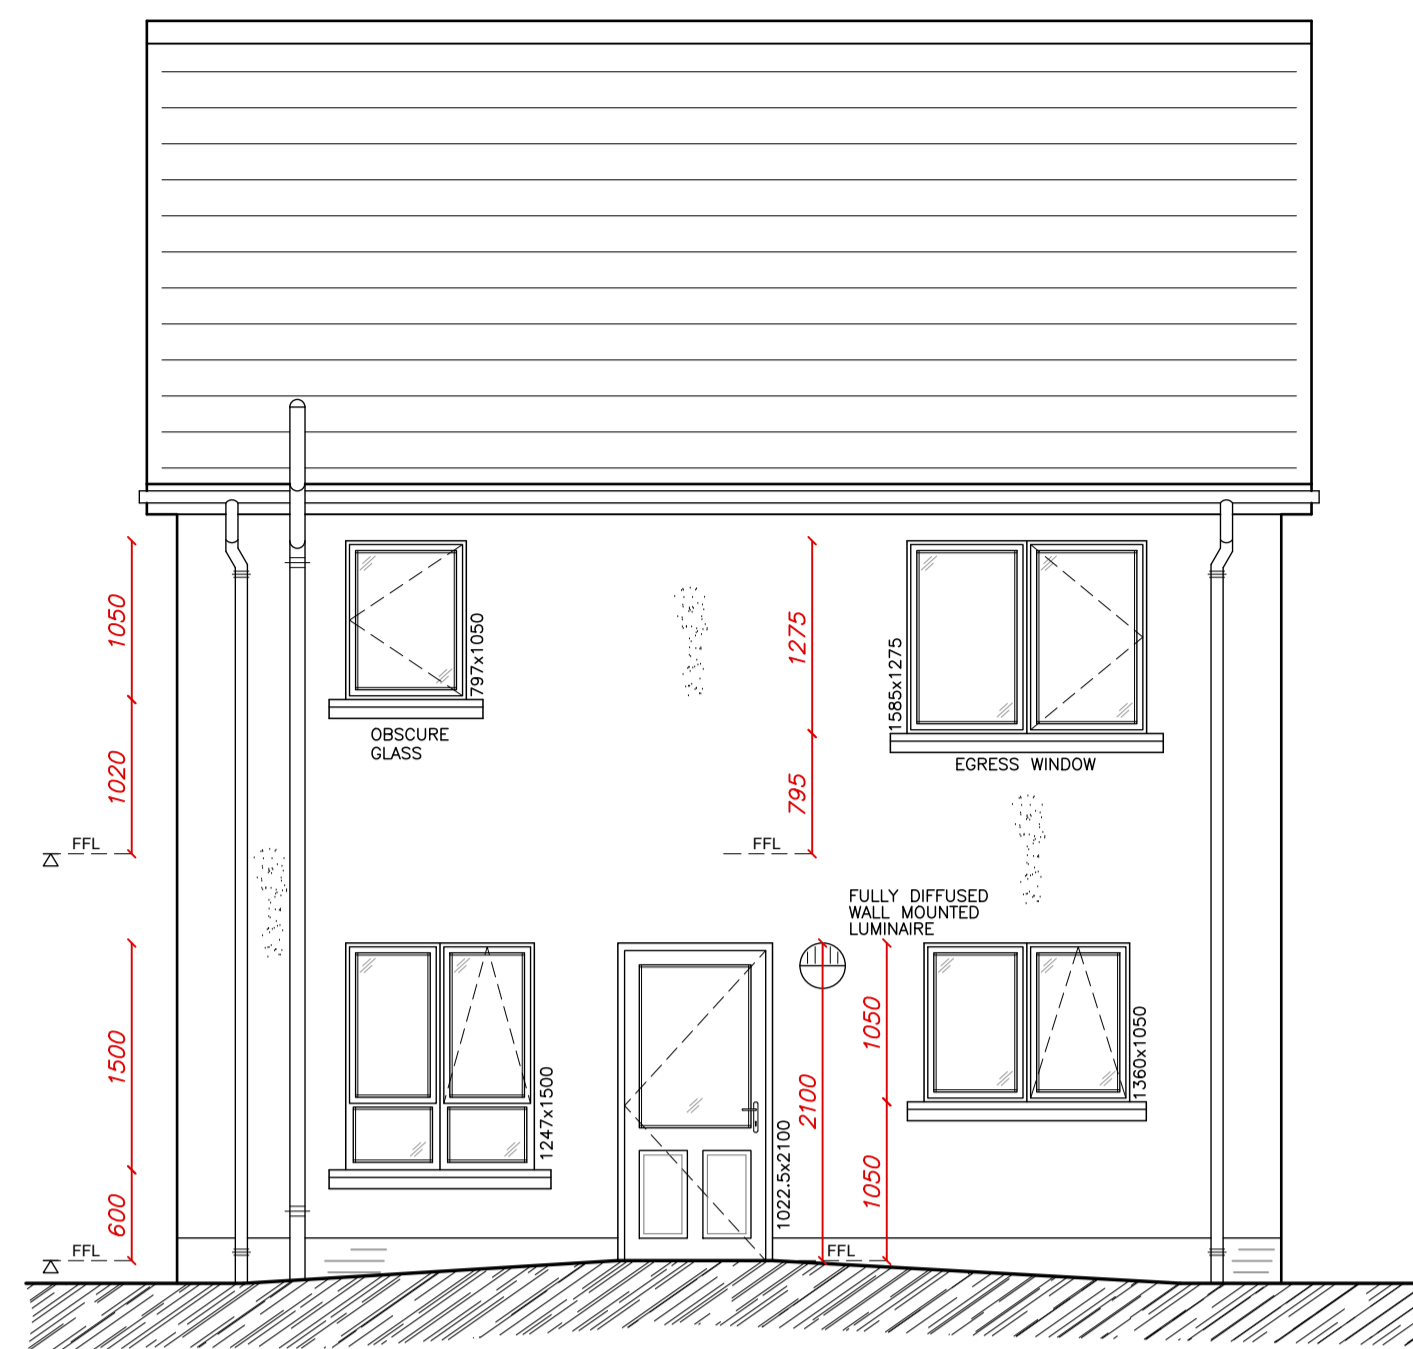 1050
1275
797x1050
1585x1275
OBSCURE
GLASS
EGRESS WINDOW
1020
795
FFL
FFL
FULLY DIFFUSED
WALL MOUNTED
LUMINAIRE
1500
1247x1500
2100
1050
1360x1050
600
1022.5x2100
1050
FFL
FFL